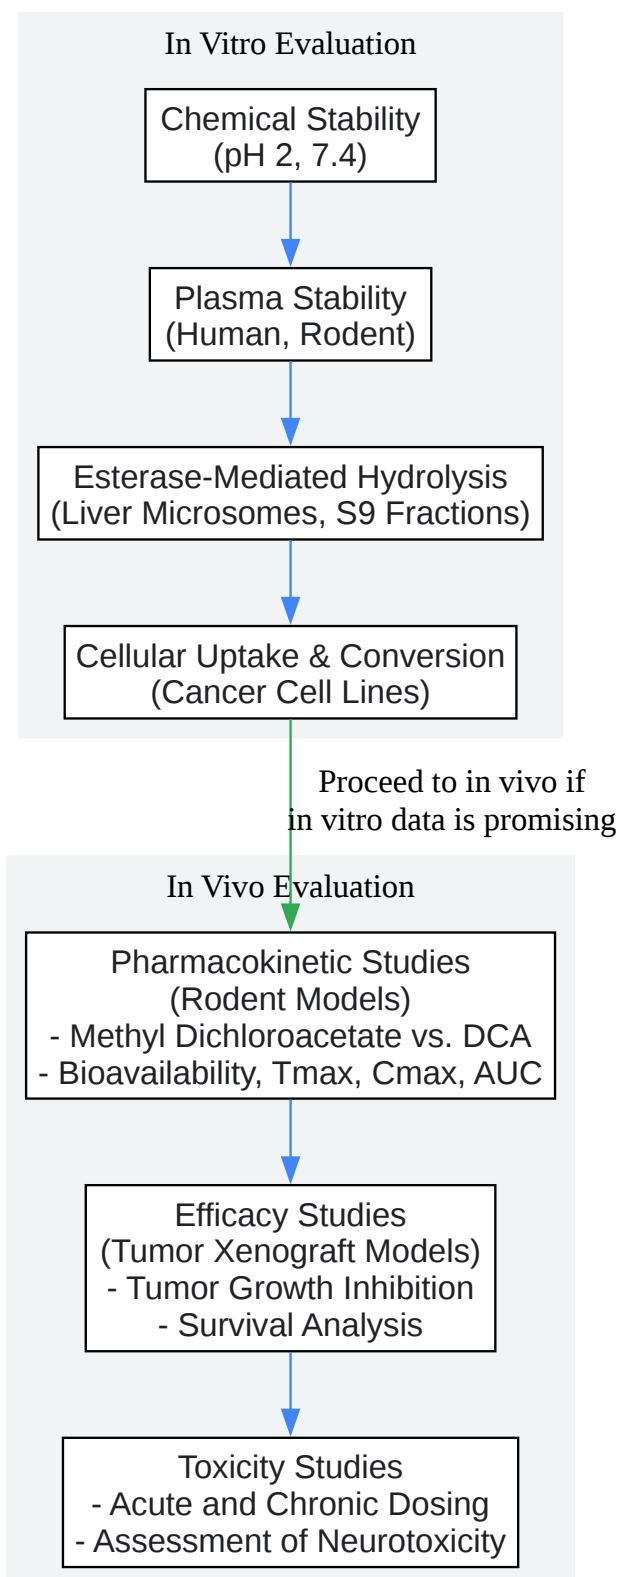 In Vitro Evaluation
Chemical Stability
(pH 2, 7.4)
Plasma Stability
(Human, Rodent)
Esterase-Mediated Hydrolysis
(Liver Microsomes, S9 Fractions)
Cellular Uptake & Conversion
(Cancer Cell Lines)
Proceed to in vivo if
in vitro data is promising
In Vivo Evaluation
Pharmacokinetic Studies
(Rodent Models)
- Methyl Dichloroacetate vs. DCA
- Bioavailability, Tmax, Cmax, AUC
Efficacy Studies
(Tumor Xenograft Models)
- Tumor Growth Inhibition
- Survival Analysis
Toxicity Studies
- Acute and Chronic Dosing
- Assessment of Neurotoxicity